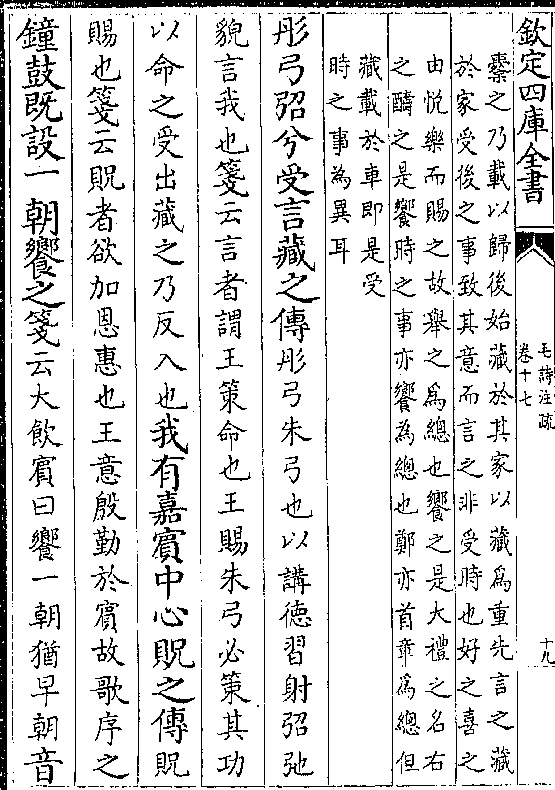 欽定四庫全書
毛詩注疏
卷十七
十九
櫜之乃載以歸後始藏於其家以藏為重先言之藏
於家受後之事致其意而言之非受時也好之喜之
由悅樂而賜之故舉之為總也饗之是大禮之名右
之醻之是饗時之事亦饗為總也鄭亦首章為總但
藏載於車即是受
時之事為異耳
彤弓弨兮受言藏之傳彤弓朱弓也以講德習射弨弛
貌言我也箋云言者謂王策命也王賜朱弓必策其功
以命之受出藏之乃反入也我有嘉賓中心貺之傳貺
賜也箋云貺者欲加恩惠也王意殷勤於賓故歌序之
鐘鼓既設一朝饗之箋云大飲賓曰饗一朝猶早朝音